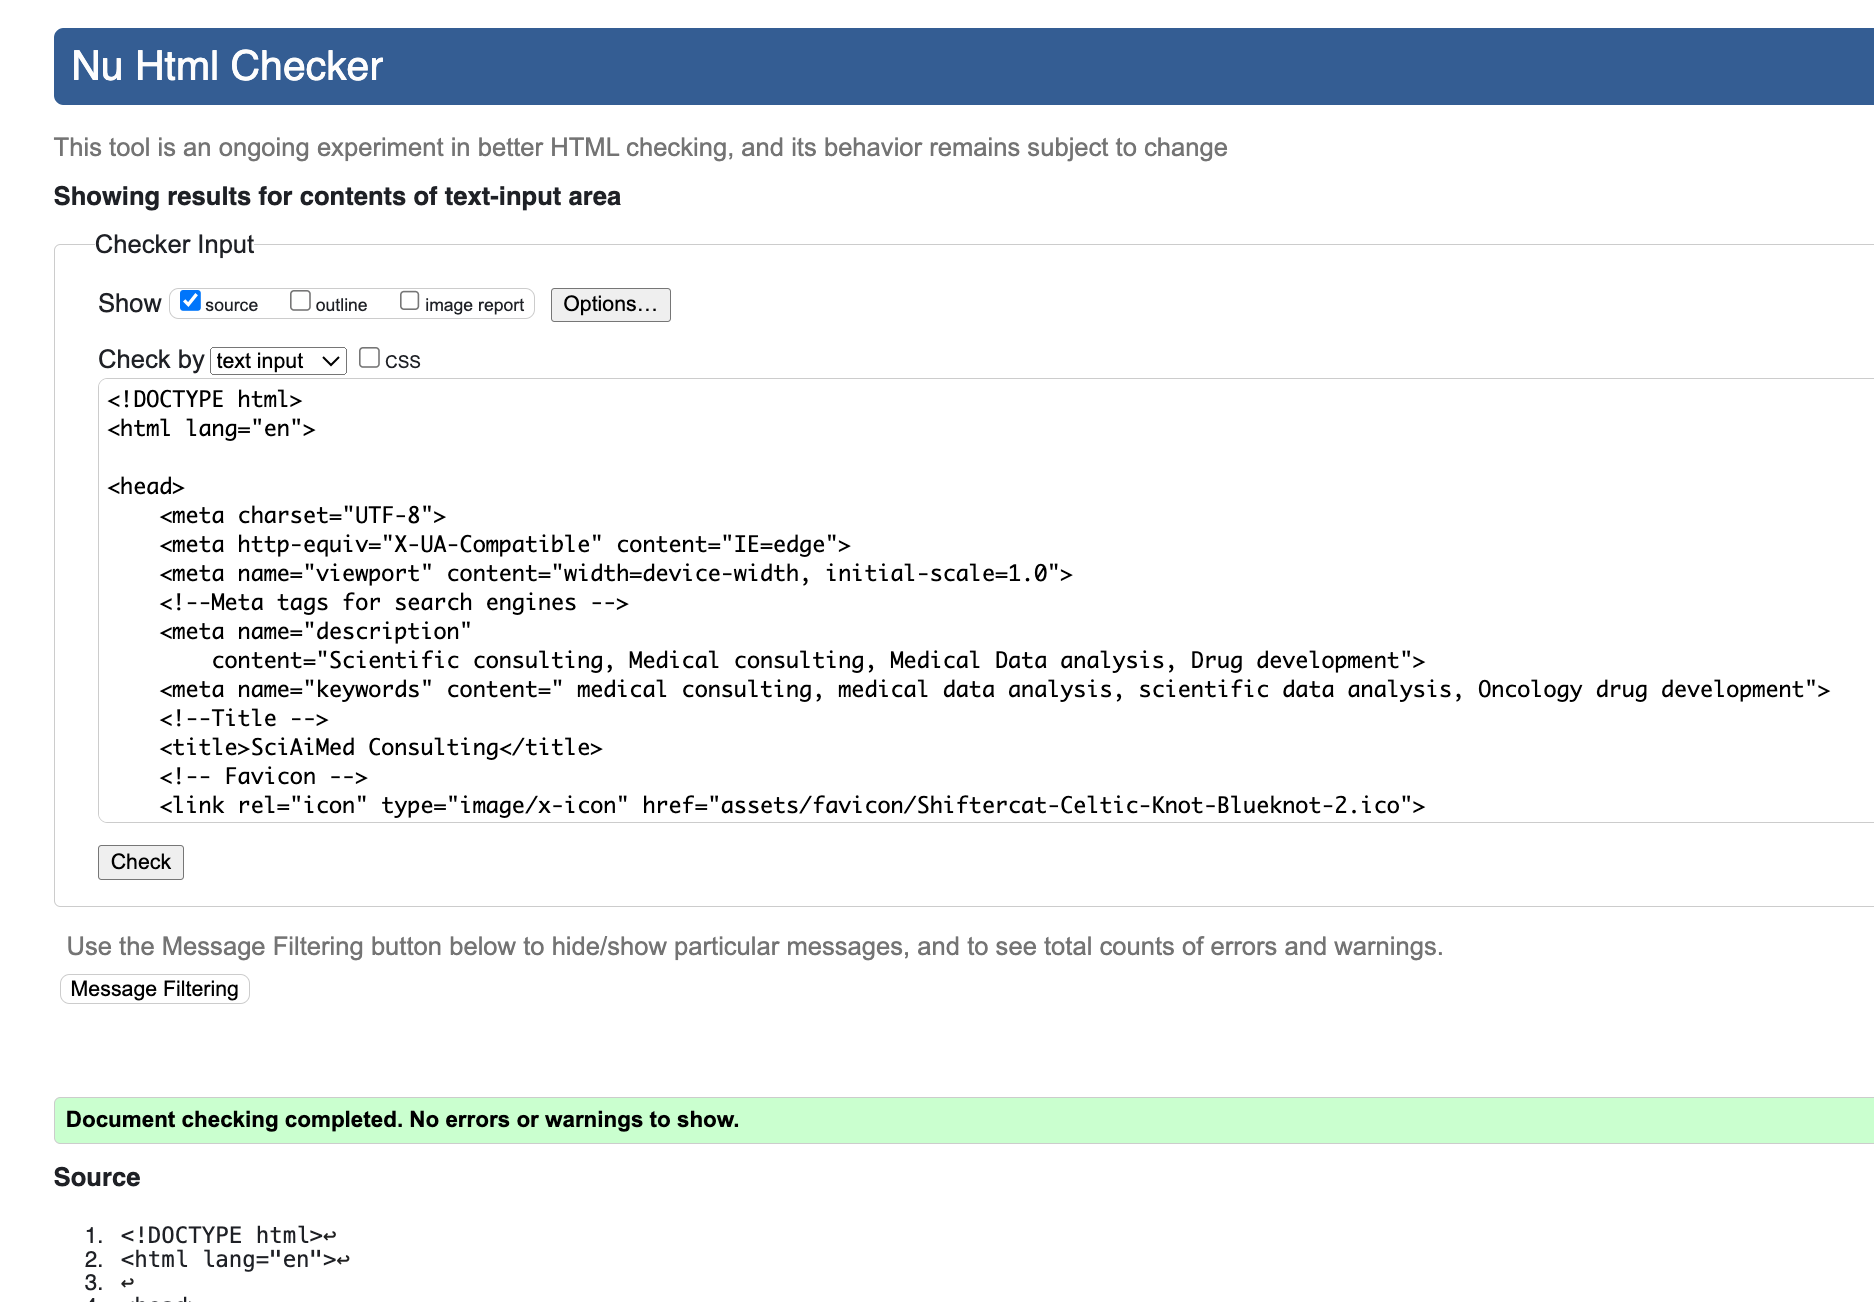 Nu Html Checker
This tool is an ongoing experiment in better HTML checking, and its behavior remains subject to change
Showing results for contents of text-input area
Checker Input
Show source outline image report Options...
Check by text input CSS
<!DOCTYPE html>
<html lang="en">
<head>
<meta charset="UTF-8">
<meta http-equiv="X-UA-Compatible" content="IE=edge">
<meta name="viewport" content="width=device-width, initial-scale=1.0">
<!--Meta tags for search engines -->
<meta name="description"
content="Scientific consulting, Medical consulting, Medical Data analysis, Drug development">
<meta name="keywords" content=" medical consulting, medical data analysis, scientific data analysis, Oncology drug development">
<!--Title -->
<title>SciAiMed Consulting</title>
<!-- Favicon -->
<link rel="icon" type="image/x-icon" href="assets/favicon/Shiftercat-Celtic-Knot-Blueknot-2.ico">
Check
Use the Message Filtering button below to hide/show particular messages, and to see total counts of errors and warnings.
Message Filtering
Document checking completed. No errors or warnings to show.
Source
1. <!DOCTYPE html>↩
2. <html lang="en">↩
3. ↩